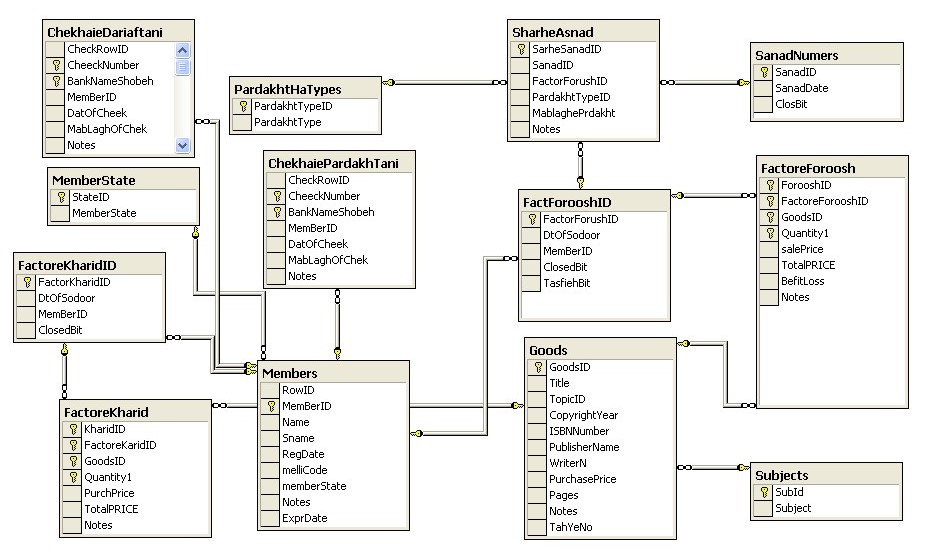 ChekhaieDariaftani
CheckRowID
CheeckNumber
BankNameShobeh
MemBerID
DatOfCheek
MabLaghOfChek
Notes
PardakhtHaTypes
PardakhtTypeID
PardakhtType
SharheAsnad
SarheSanadID
SanadID
FactorForushID
PardakhtTypeID
MablaghePrdakht
Notes
SanadNumers
SanadID
SanadDate
ClosBit
MemberState
StateID
MemberState
ChekhaiePardakhTani
CheckRowID
CheeckNumber
BankNameShobeh
MemBerID
DatOfCheek
MabLaghOfChek
Notes
FactForooshID
FactorForushID
DtOfSodoor
MemBerID
ClosedBit
TasfiehBit
FactoreForoosh
ForooshID
FactoreForooshID
GoodsID
Quantity1
salePrice
TotalPRICE
BefitLoss
Notes
FactoreKharidID
FactorKharidID
DtOfSodoor
MemBerID
ClosedBit
FactoreKharid
KharidID
FactoreKaridID
GoodsID
Quantity1
PurchPrice
TotalPRICE
Notes
Members
RowID
MemBerID
Name
Sname
RegDate
melliCode
memberState
Notes
ExprDate
Goods
GoodsID
Title
TopicID
CopyrightYear
ISBNNumber
PublisherName
WriterN
PurchasePrice
Pages
Notes
TahYeNo
Subjects
SubId
Subject